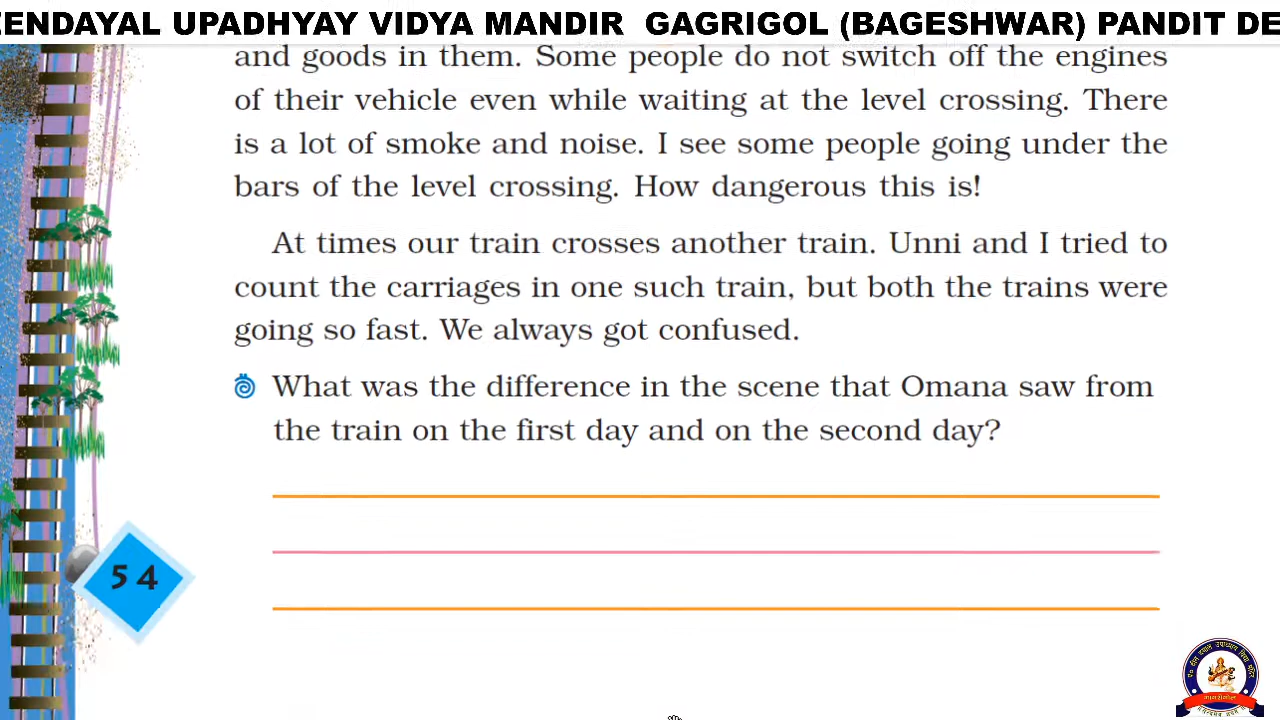 EENDAYAL UPADHYAY VIDYA MANDIR GAGRIGOL (BAGESHWAR) PANDIT DE
and goods in them. Some people do not switch off the engines
of their vehicle even while waiting at the level crossing. There
is a lot of smoke and noise. I see some people going under the
bars of the level crossing. How dangerous this is!
At times our train crosses another train. Unni and I tried to
count the carriages in one such train, but both the trains were
going so fast. We always got confused.
What was the difference in the scene that Omana saw from
the train on the first day and on the second day?
54